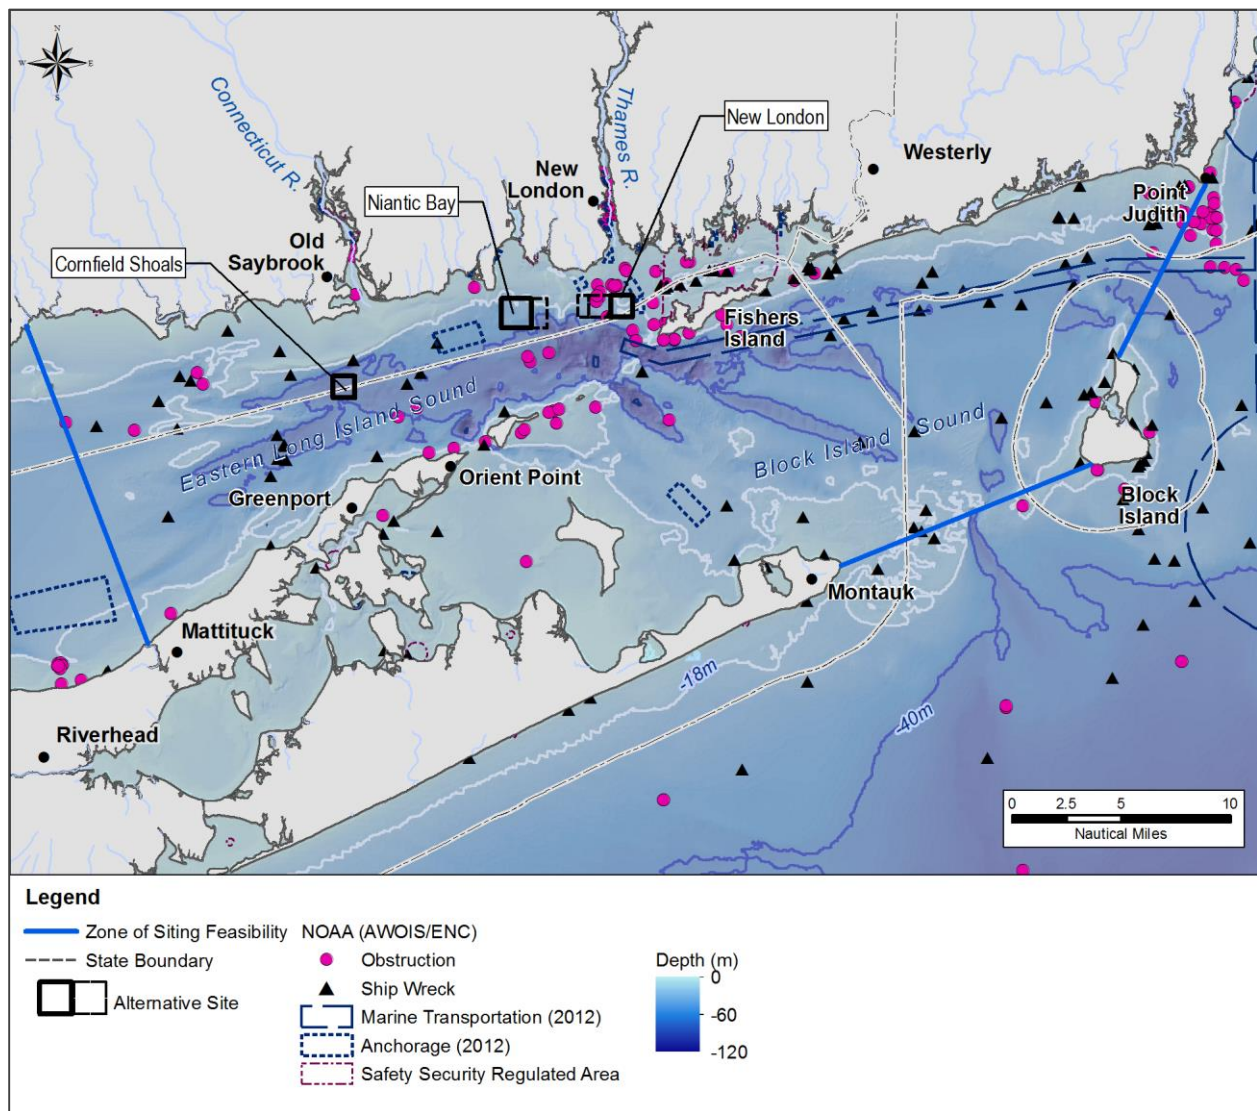 N
W E
S
Connecticut R.
Thames R.
New London
New
London
Westerly
Niantic Bay
Point
Judith
Old
Saybrook
Cornfield Shoals
Fishers
Island
Eastern Long Island Sound
Block Island Sound
Orient Point
Greenport
Block
Island
Montauk
Mattituck
-18m
-40m
Riverhead
0 2.5 5 10
Nautical Miles
Legend
Zone of Siting Feasibility
State Boundary
Alternative Site
NOAA (AWOIS/ENC)
Obstruction
Ship Wreck
Marine Transportation (2012)
Anchorage (2012)
Safety Security Regulated Area
Depth (m)
0
-60
-120